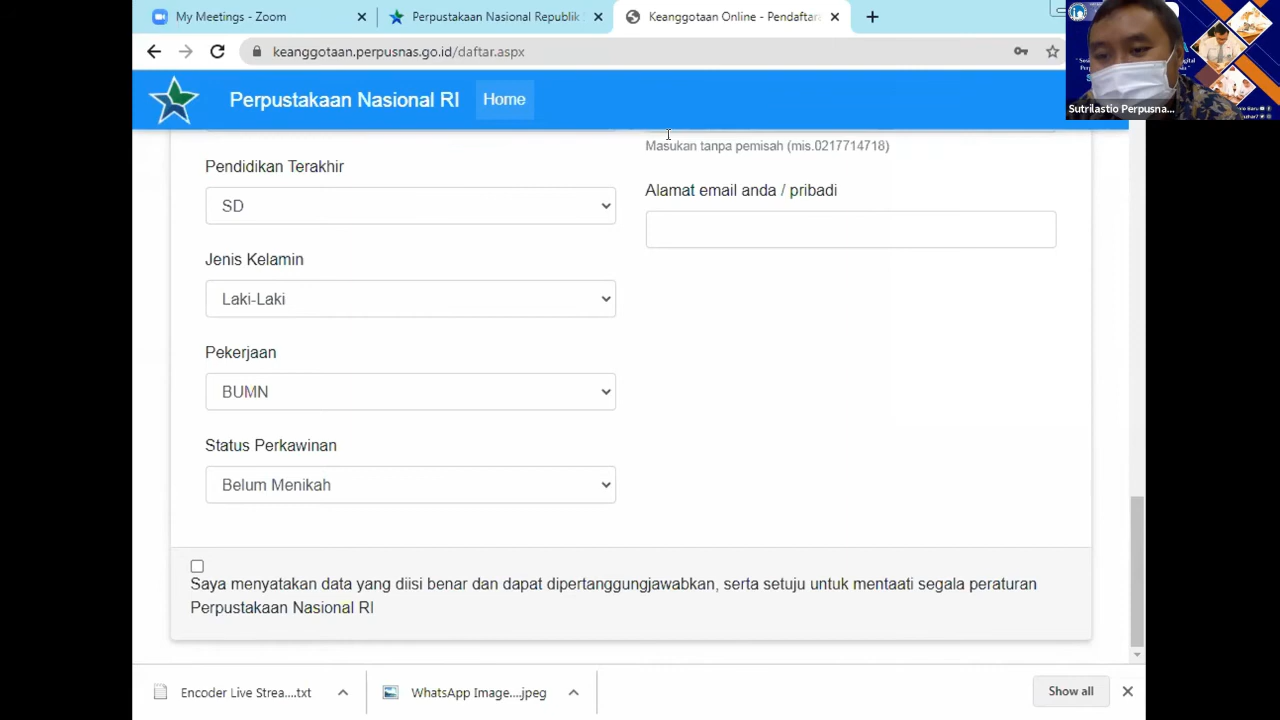 My Meetings - Zoom
Perpustakaan Nasional Republik
Keanggotaan Online - Pendaftara
keanggotaan.perpusnas.go.id/daftar.aspx
Sutrilastio Perpusna...
Perpustakaan Nasional RI
Home
Masukan tanpa pemisah (mis.0217714718)
Pendidikan Terakhir
Alamat email anda / pribadi
SD
Jenis Kelamin
Laki-Laki
Pekerjaan
BUMN
Status Perkawinan
Belum Menikah
Saya menyatakan data yang diisi benar dan dapat dipertanggungjawabkan, serta setuju untuk mentaati segala peraturan
Perpustakaan Nasional RI
Encoder Live Strea....txt
WhatsApp Image....jpeg
Show all